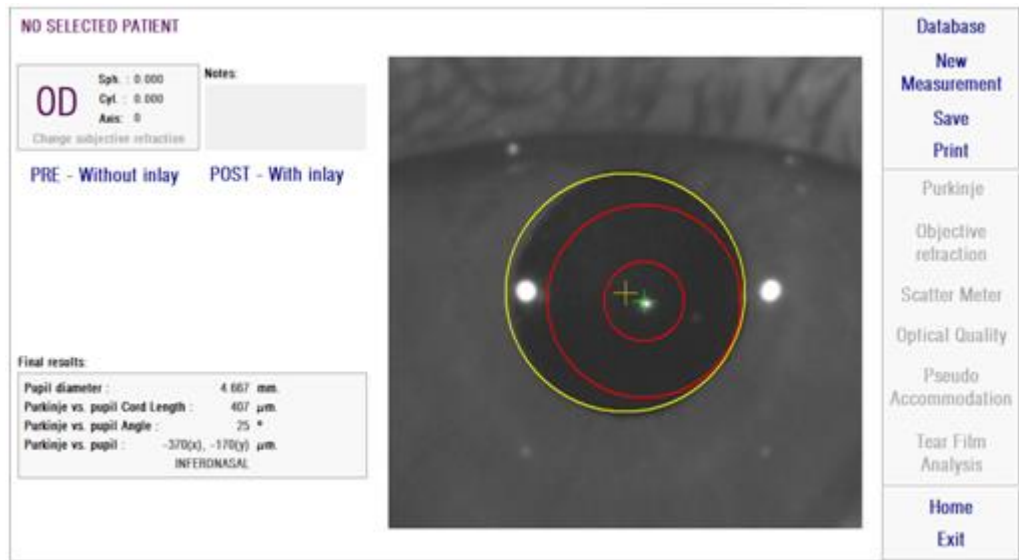 NO SELECTED PATIENT
OD
Sph. : 0.000
Cyl. : 0.000
Axis: 0
Change subjective refraction
Notes:
PRE - Without inlay
POST - With inlay
Final results:
Pupil diameter : 4.667 mm.
Purkinje vs. pupil Cord Length : 407 µm.
Purkinje vs. pupil Angle : 25 °
Purkinje vs. pupil : -370(x), -170(y) µm.
INFERONASAL
Database
New
Measurement
Save
Print
Purkinje
Objective
refraction
Scatter Meter
Optical Quality
Pseudo
Accommodation
Tear Film
Analysis
Home
Exit